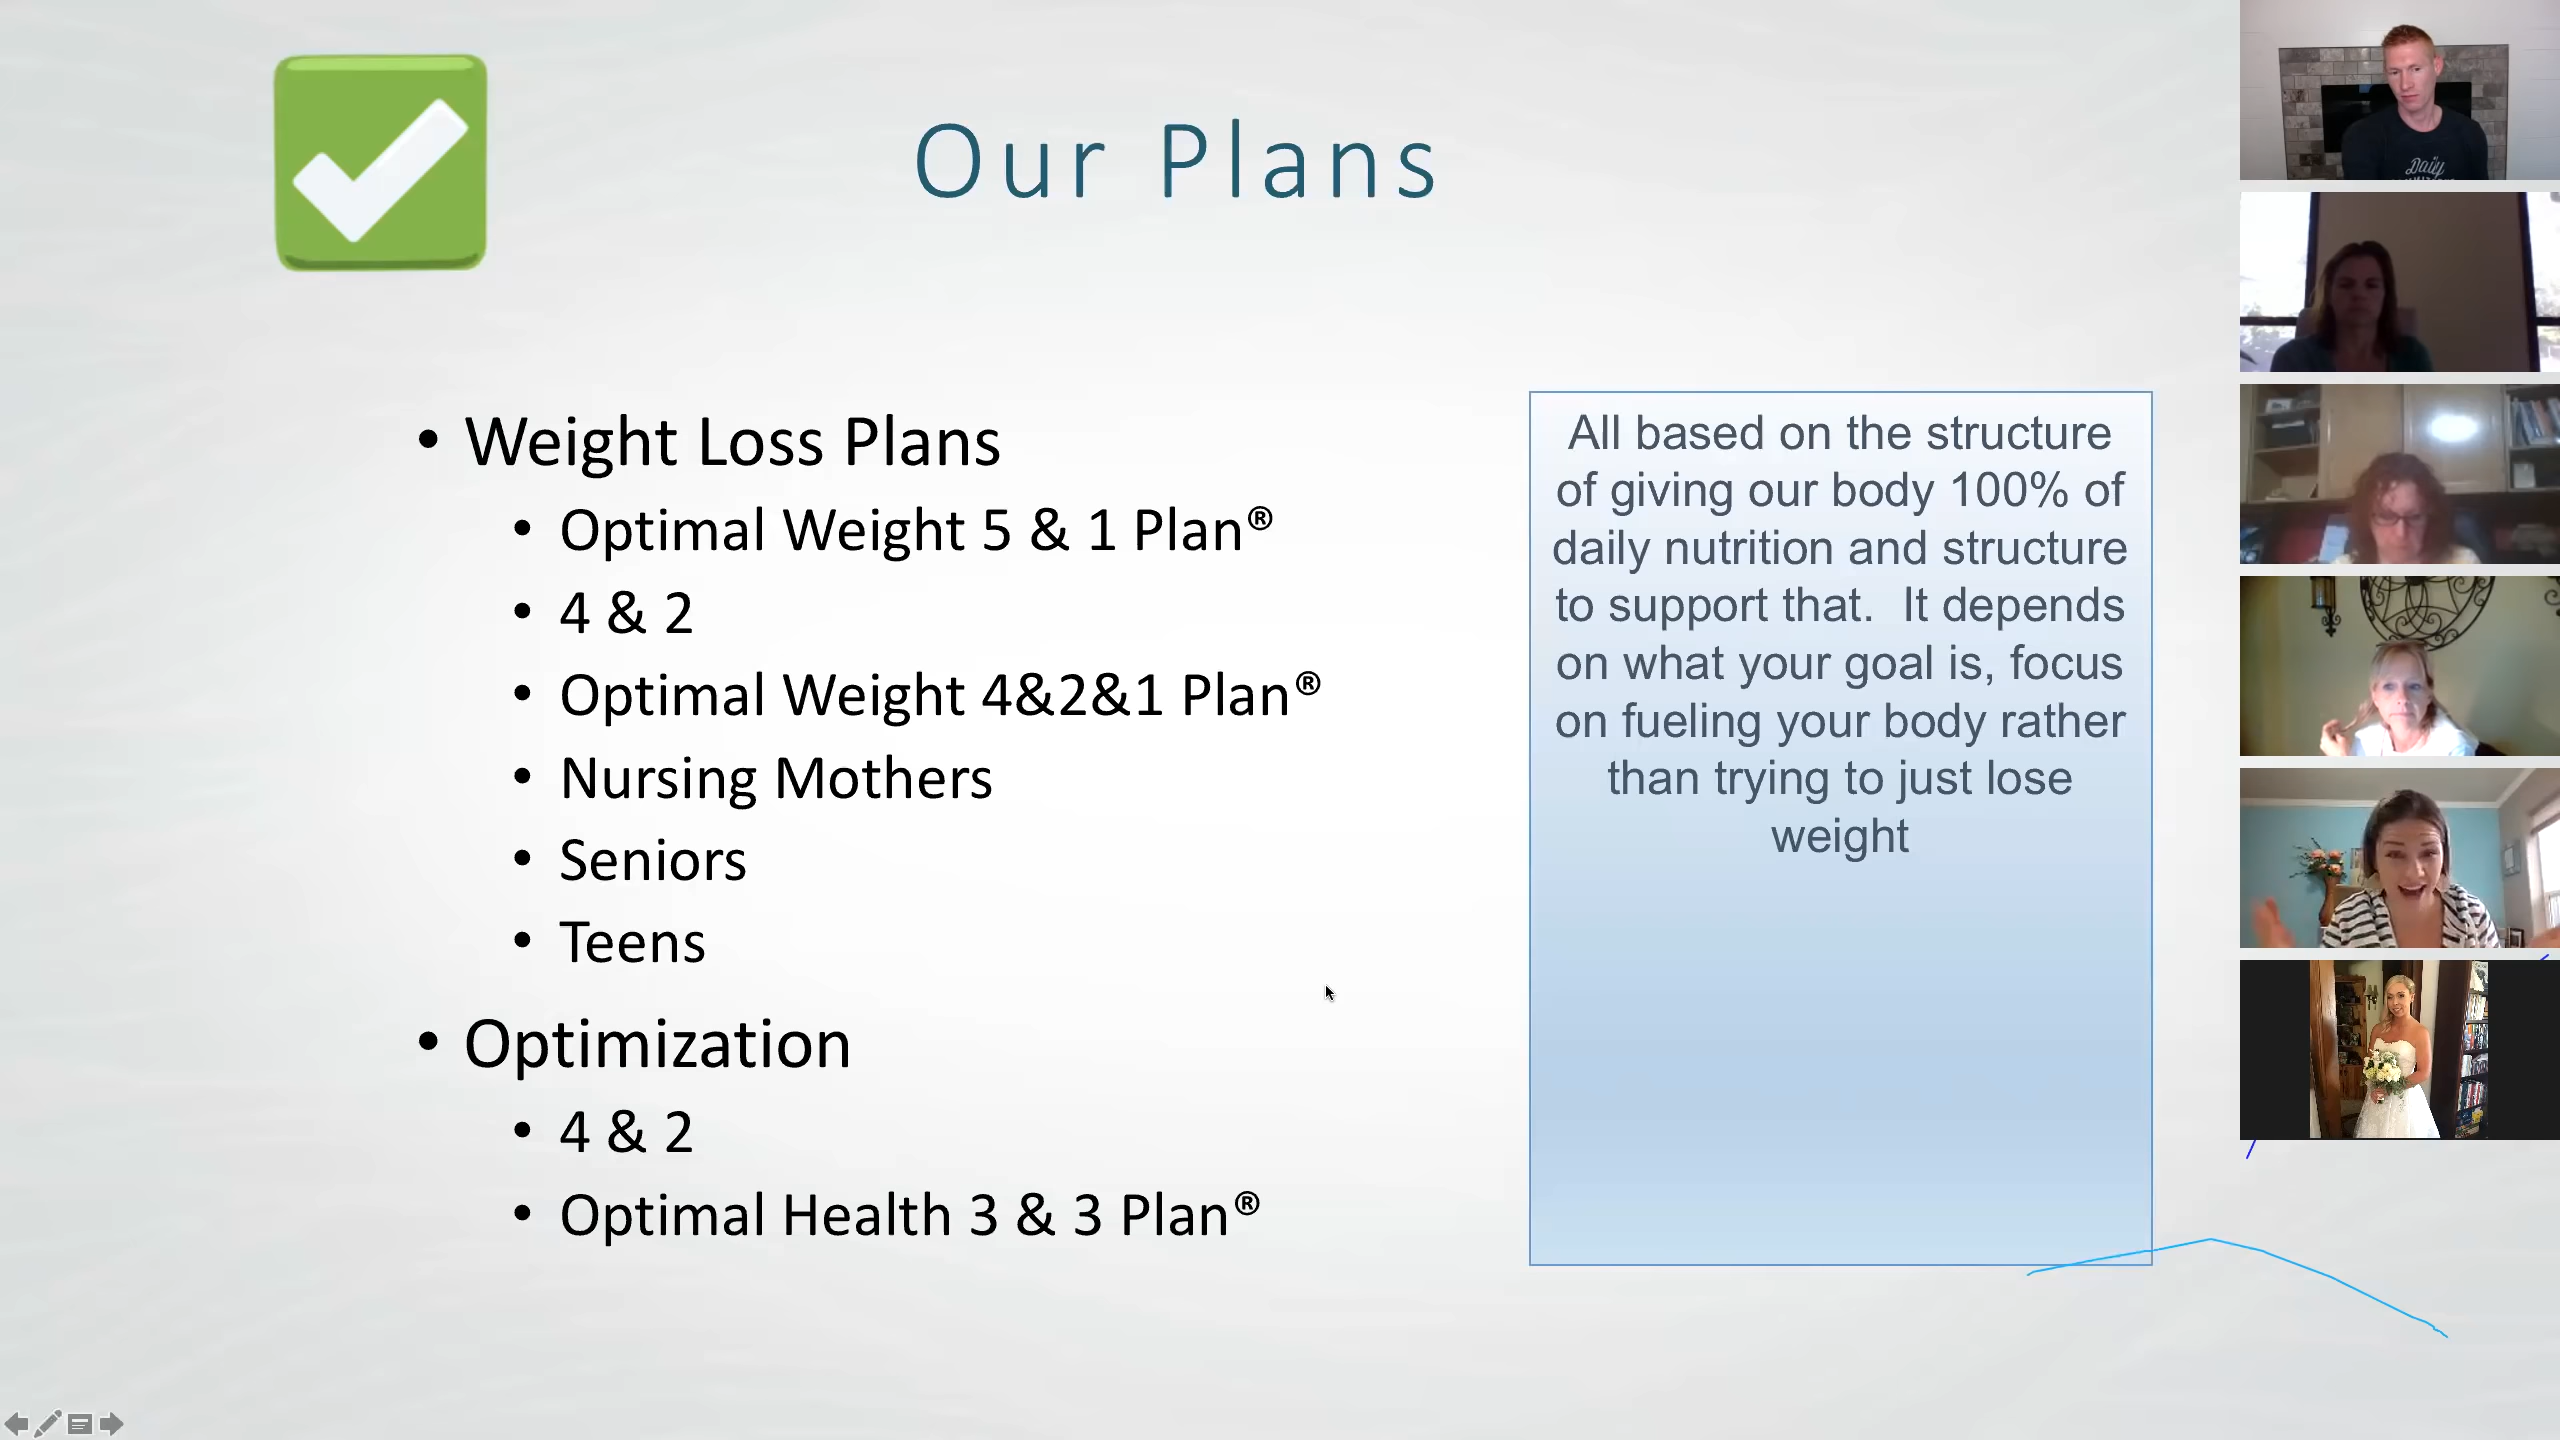 Our Plans
• Weight Loss Plans
• Optimal Weight 5 & 1 Plan®
• 4 & 2
• Optimal Weight 4&2&1 Plan®
• Nursing Mothers
• Seniors
• Teens
• Optimization
• 4 & 2
• Optimal Health 3 & 3 Plan®
All based on the structure
of giving our body 100% of
daily nutrition and structure
to support that.  It depends
on what your goal is, focus
on fueling your body rather
than trying to just lose
weight
Daily